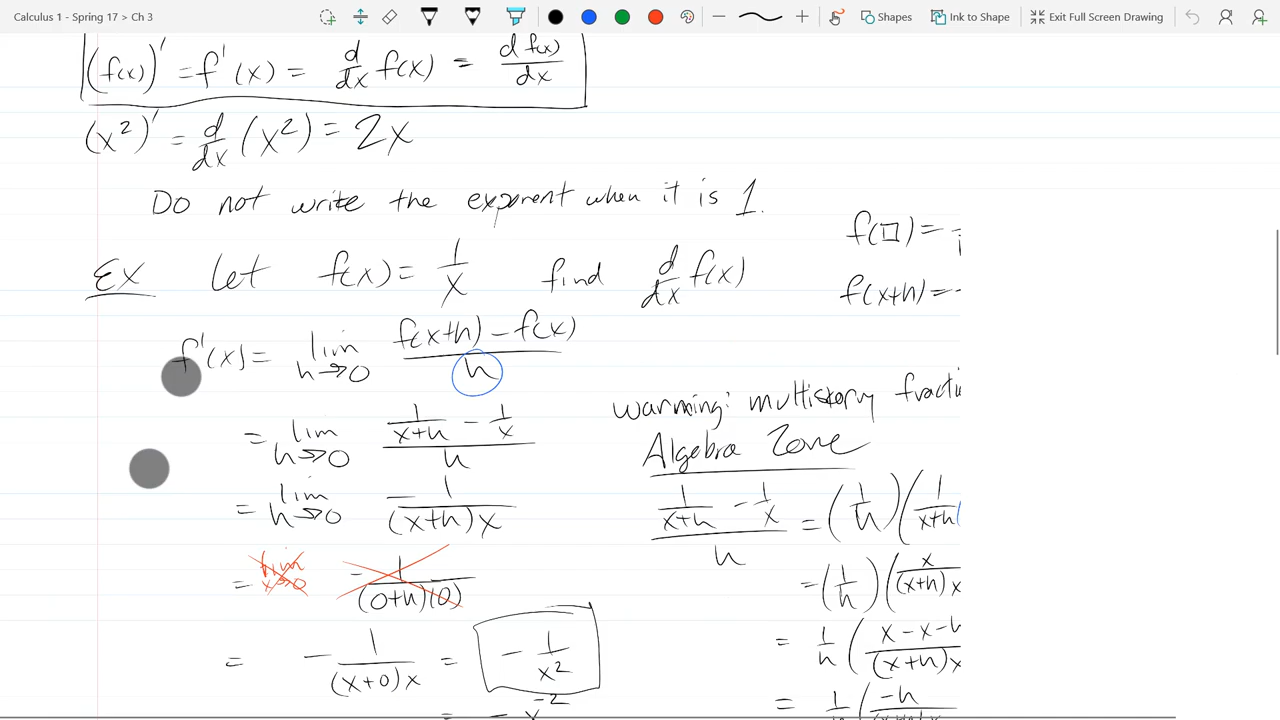 Calculus 1 - Spring 17 > Ch 3
Shapes
Ink to Shape
Exit Full Screen Drawing
(f(x))' = f'(x) = d/dx f(x) = d f(x)/dx
(x²)' = d/dx (x²) = 2x
Do not write the exponent when it is 1.
Ex Let f(x) = 1/x find d/dx f(x)
f'(x) = lim h→0 (f(x+h) - f(x))/h
= lim h→0 (1/(x+h) - 1/x)/h
= lim h→0 - 1/((x+h)x)
= lim x→0 - 1/((0+h)(0))
= - 1/((x+0)x) = - 1/x²
= - x⁻²
f(□) =
f(x+h) =
warming: multistory
Algebra Zone
(1/(x+h) - 1/x)/h = (1/h)(1/(x+h)
= (1/h)(x/((x+h)x
= 1/h ((x-x-h)/((x+h)x
= 1/h (-h